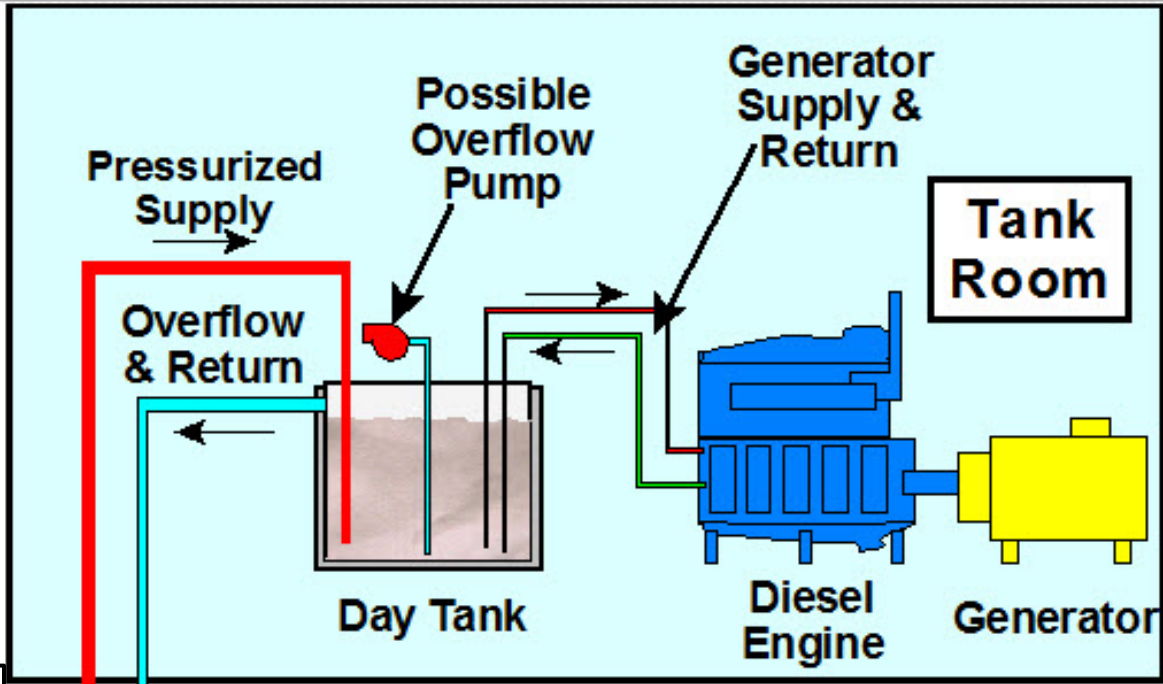 Possible
Overflow
Pump
Generator
Supply &
Return
Pressurized
Supply
Tank
Room
Overflow
& Return
Day Tank
Diesel
Engine
Generator